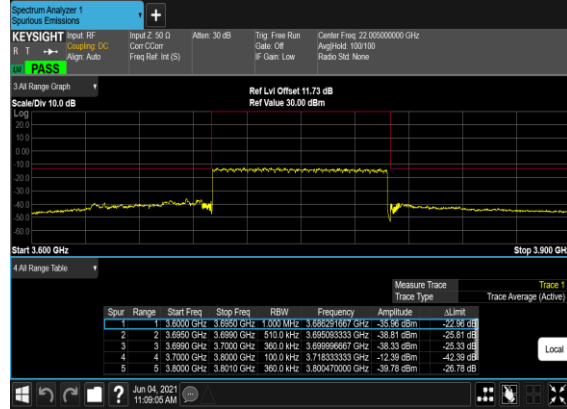 Spectrum Analyzer 1
Spurious Emissions
+
KEYSIGHT Input: RF Input Z: 50 Ω Atten: 30 dB Trig: Free Run Center Freq: 22.005000000 GHz
R T Coupling: DC Corr CCorr Gate: Off Avg|Hold: 100/100
Align: Auto Freq Ref: Int (S) IF Gain: Low Radio Std: None
PASS
3 All Range Graph Ref Lvl Offset 11.73 dB
Scale/Div 10.0 dB Ref Value 30.00 dBm
Log
20.0
10.0
0.00
-10.0
-20.0
-30.0
-40.0
-50.0
-60.0
Start 3.600 GHz Stop 3.900 GHz
4 All Range Table
Measure Trace Trace 1
Trace Type Trace Average (Active)
Spur Range Start Freq Stop Freq RBW Frequency Amplitude ΔLimit
1 1 3.6000 GHz 3.6950 GHz 1.000 MHz 3.686291667 GHz -35.96 dBm -22.96 dB
2 2 3.6950 GHz 3.6990 GHz 510.0 kHz 3.695093333 GHz -38.81 dBm -25.81 dB
3 3 3.6990 GHz 3.7000 GHz 360.0 kHz 3.699996667 GHz -38.33 dBm -25.33 dB
4 4 3.7000 GHz 3.8000 GHz 100.0 kHz 3.718333333 GHz -12.39 dBm -42.39 dB
5 5 3.8000 GHz 3.8010 GHz 360.0 kHz 3.800470000 GHz -39.78 dBm -26.78 dB
Local
? Jun 04, 2021
11:09:05 AM